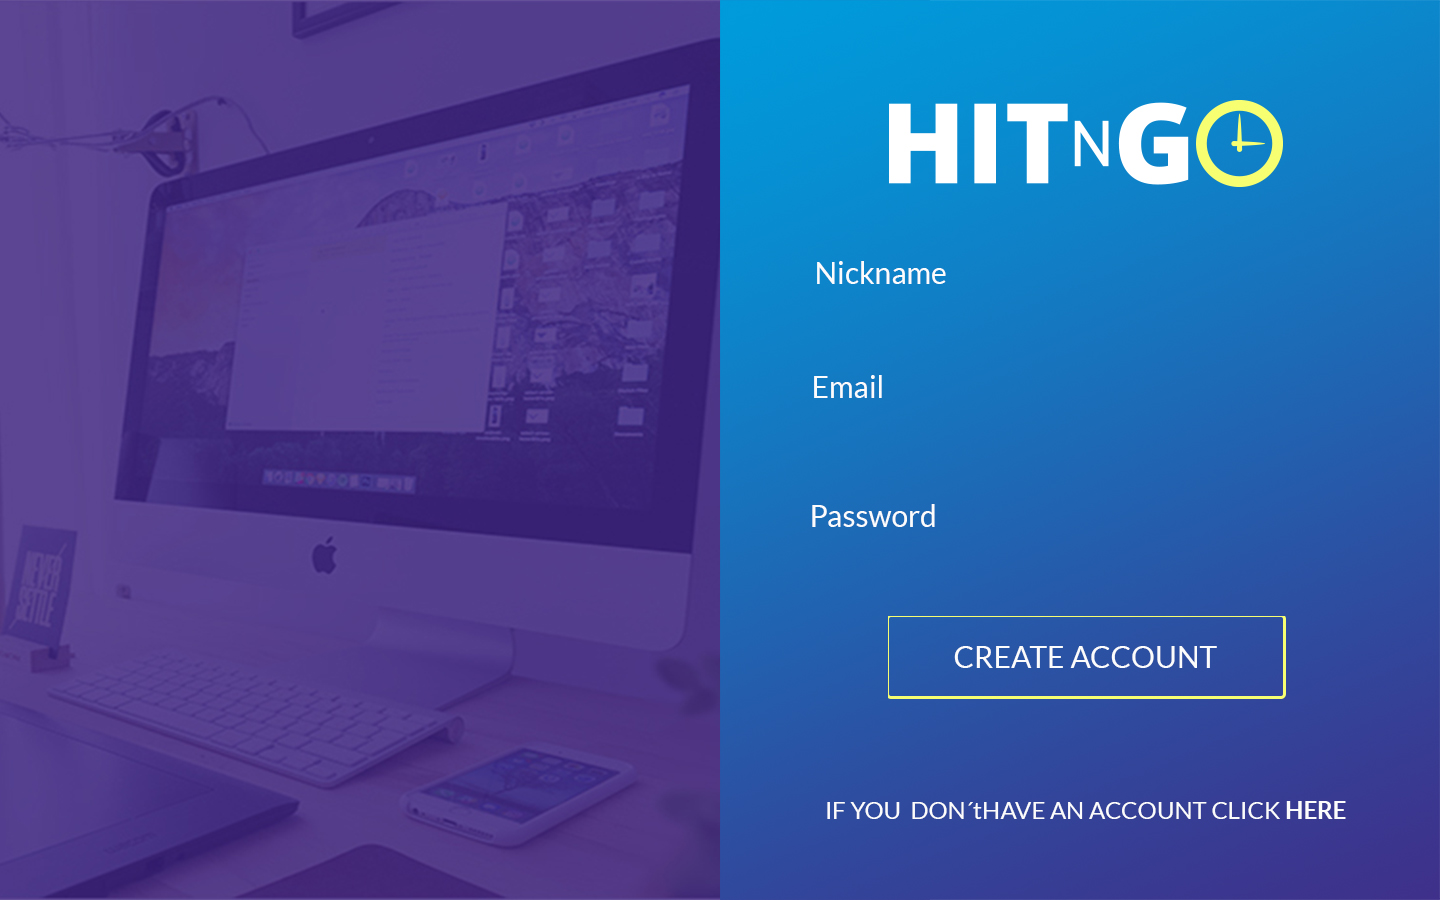 HITNGO
Nickname
Email
Password
CREATE ACCOUNT
IF YOU  DON´tHAVE AN ACCOUNT CLICK HERE
NEVER
SETTLE